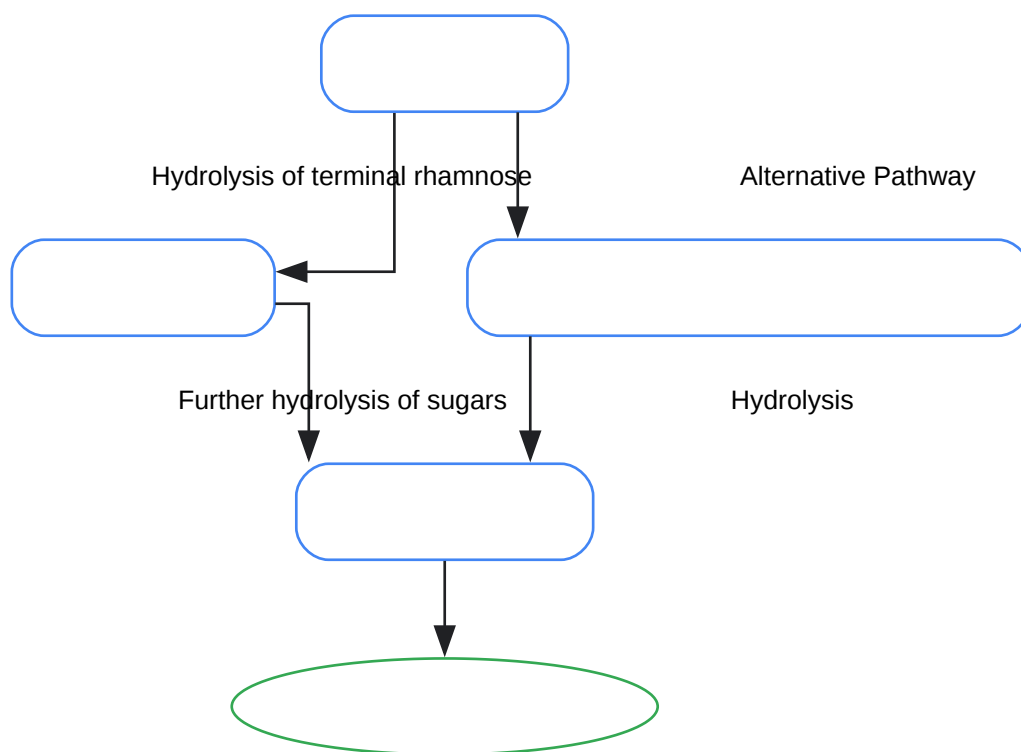 Hydrolysis of terminal rhamnose
Alternative Pathway
Further hydrolysis of sugars
Hydrolysis